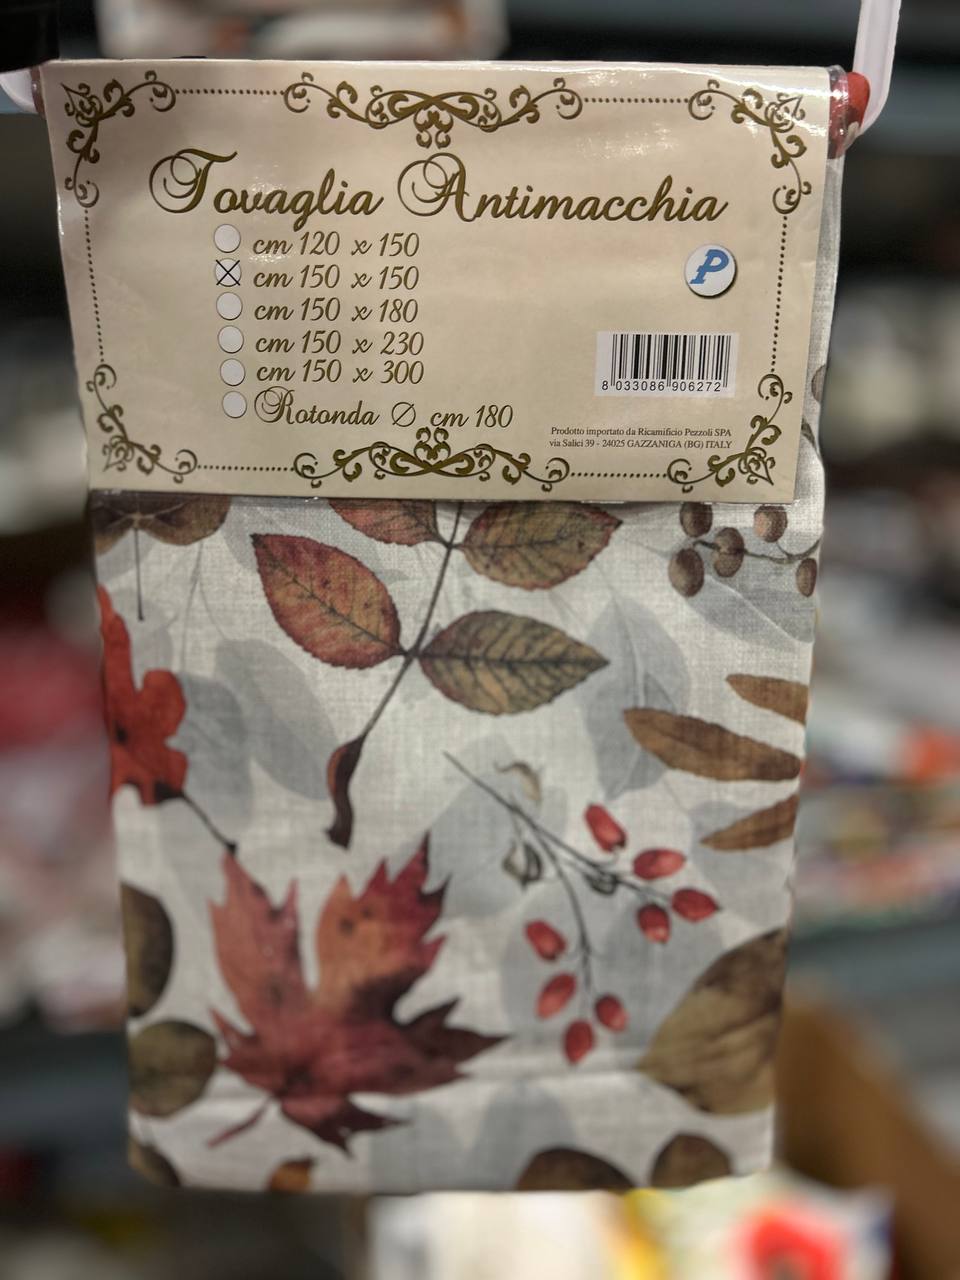 Tovaglia Antimacchia
cm 120 x 150
cm 150 x 150
cm 150 x 180
cm 150 x 230
cm 150 x 300
Rotonda Ø cm 180
P
8 033086 906272
Prodotto importato da Ricamificio Pezzoli SPA
via Salici 39 - 24025 GAZZANIGA (BG) ITALY